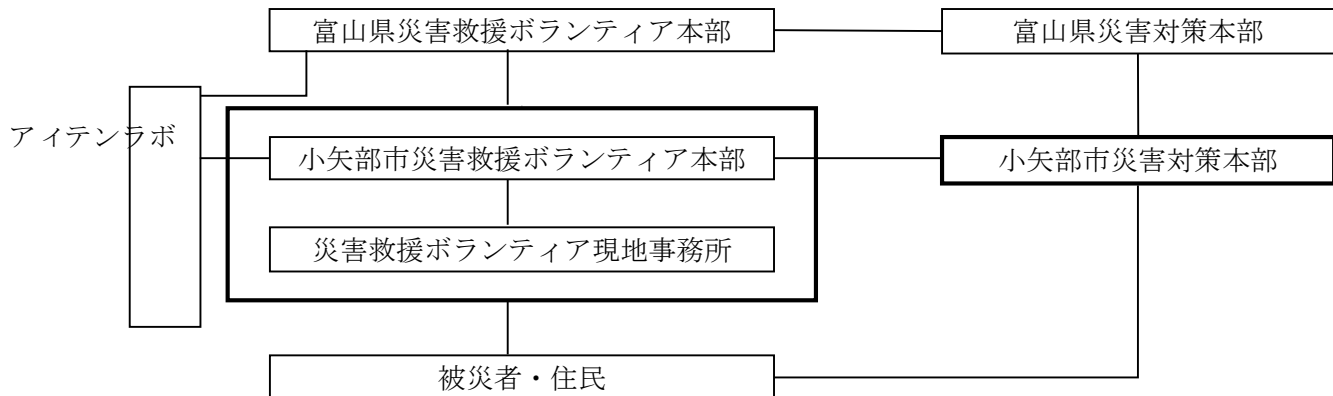 富山県災害救援ボランティア本部
富山県災害対策本部
アィテンラボ
小矢部市災害救援ボランティア本部
小矢部市災害対策本部
災害救援ボランティア現地事務所
被災者・住民